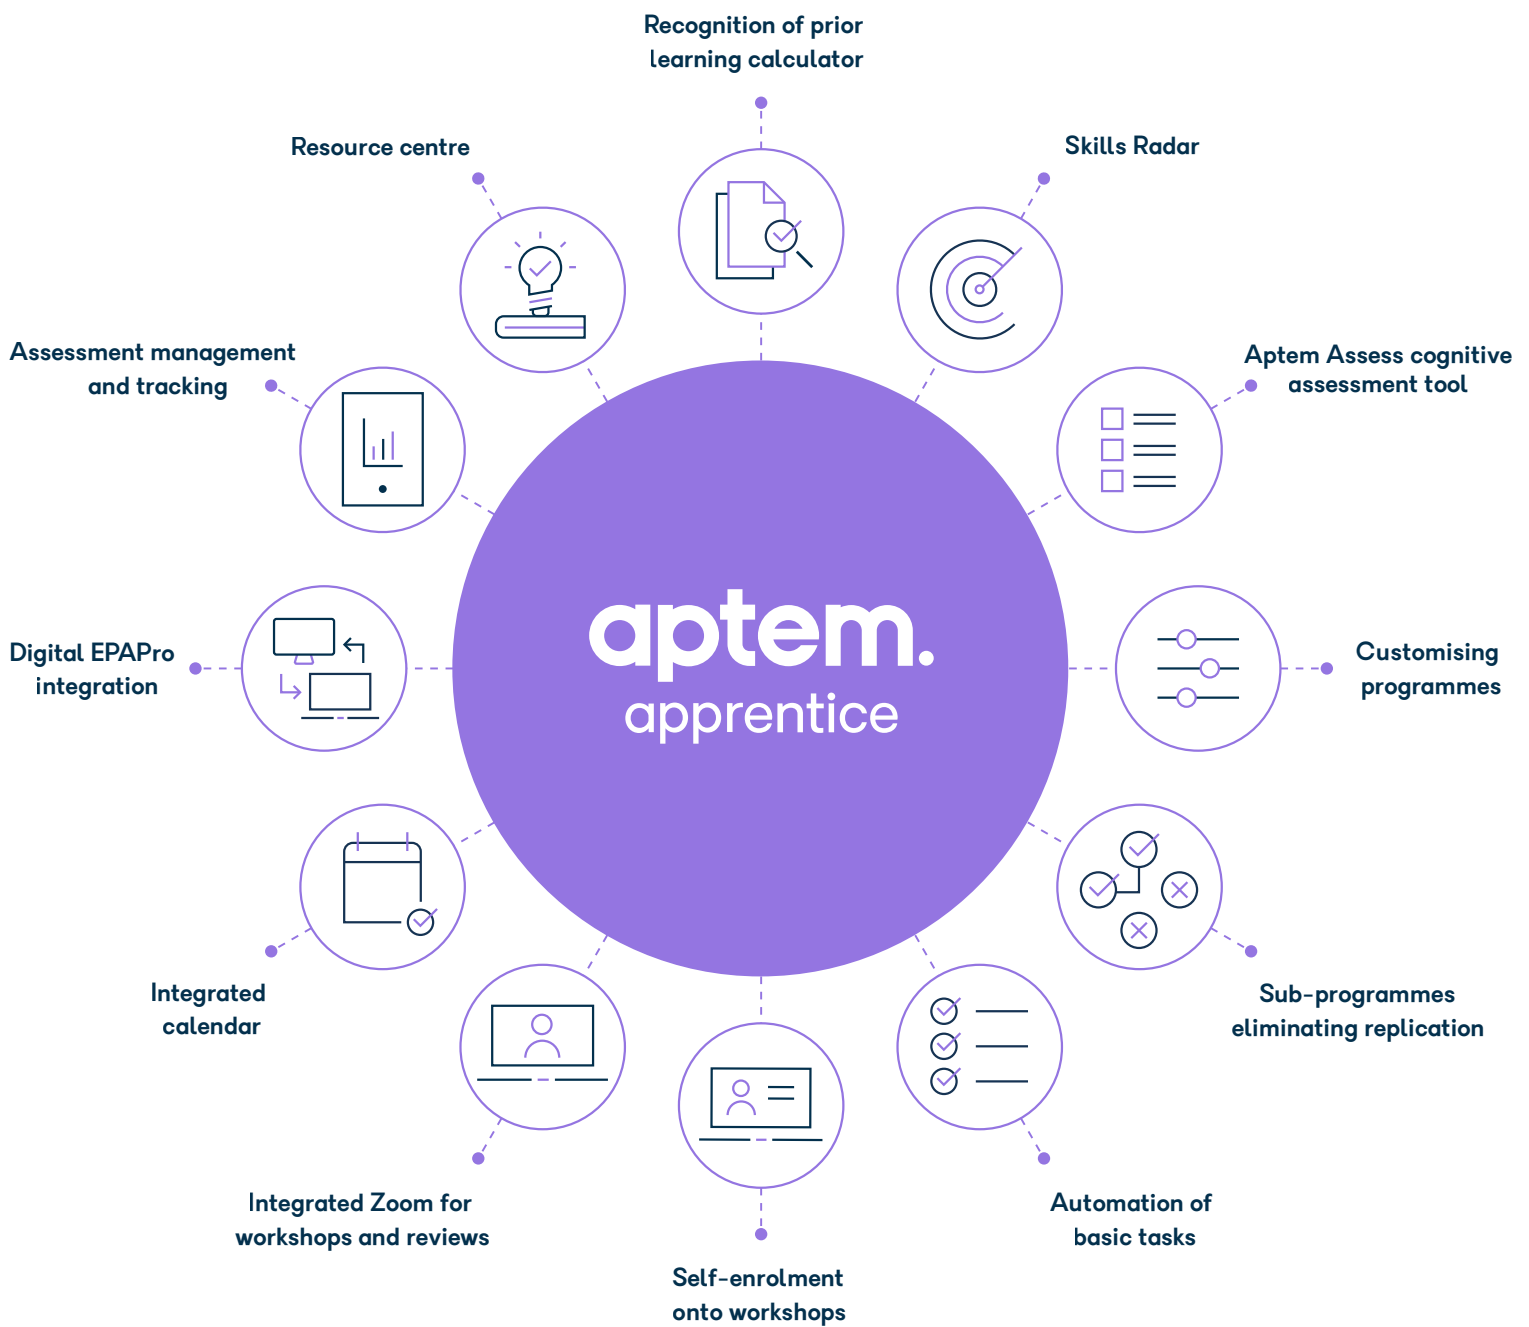 Recognition of prior
learning calculator
Skills Radar
Aptem Assess cognitive
assessment tool
Customising
programmes
Sub-programmes
eliminating replication
Automation of
basic tasks
Self-enrolment
onto workshops
Integrated Zoom for
workshops and reviews
Integrated
calendar
Digital EPAPro
integration
Assessment management
and tracking
Resource centre
aptem.
apprentice